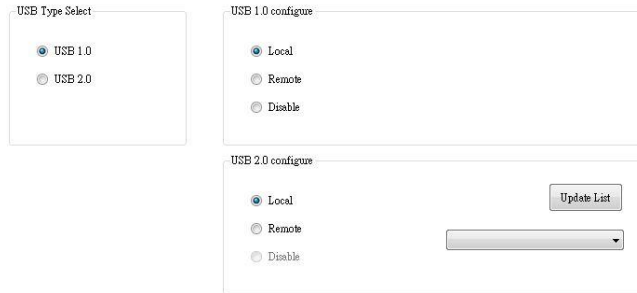 USB Type Select
USB 1.0
USB 2.0
USB 1.0 configure
Local
Remote
Disable
USB 2.0 configure
Local
Remote
Disable
Update List